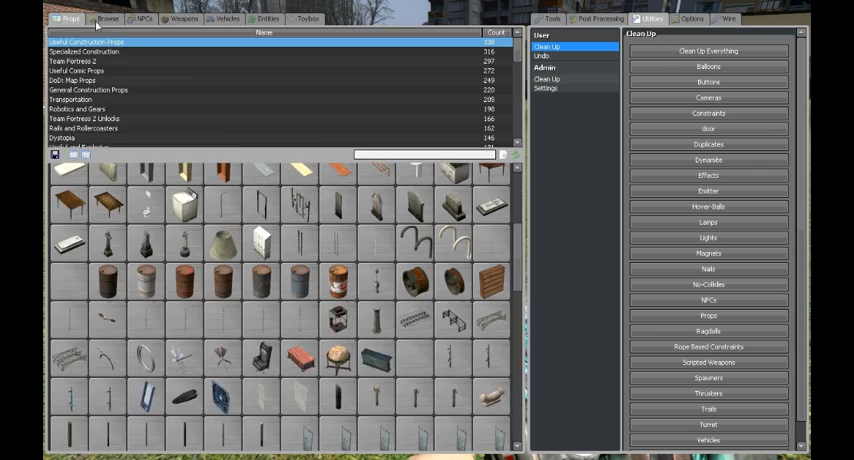 Props Browse NPCs Weapons Vehicles Entities Toybox
Name Count
Useful Construction Props 338
Specialized Construction 316
Team Fortress 2 297
Useful Comic Props 272
DoD: Map Props 249
General Construction Props 220
Transportation 205
Robotics and Gears 198
Team Fortress 2 Unlocks 166
Rails and Rollercoasters 162
Dystopia 146
Tools Post Processing Utilities Options Wire
User
Clean Up
Undo
Admin
Clean Up
Settings
Clean Up
Clean Up Everything
Balloons
Buttons
Cameras
Constraints
door
Duplicates
Dynamite
Effects
Emitter
Hover-Balls
Lamps
Lights
Magnets
Nails
No-Collides
NPCs
Props
Ragdolls
Rope Based Constraints
Scripted Weapons
Spawners
Thrusters
Trails
Turret
Vehicles